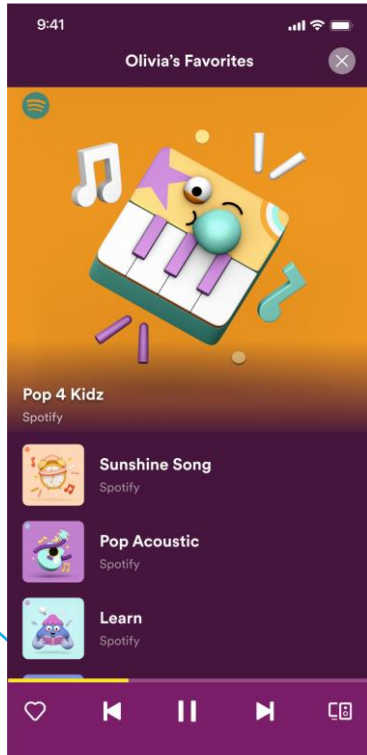 9:41
Olivia's Favorites
Pop 4 Kidz
Spotify
Sunshine Song
Spotify
Pop Acoustic
Spotify
Learn
Spotify